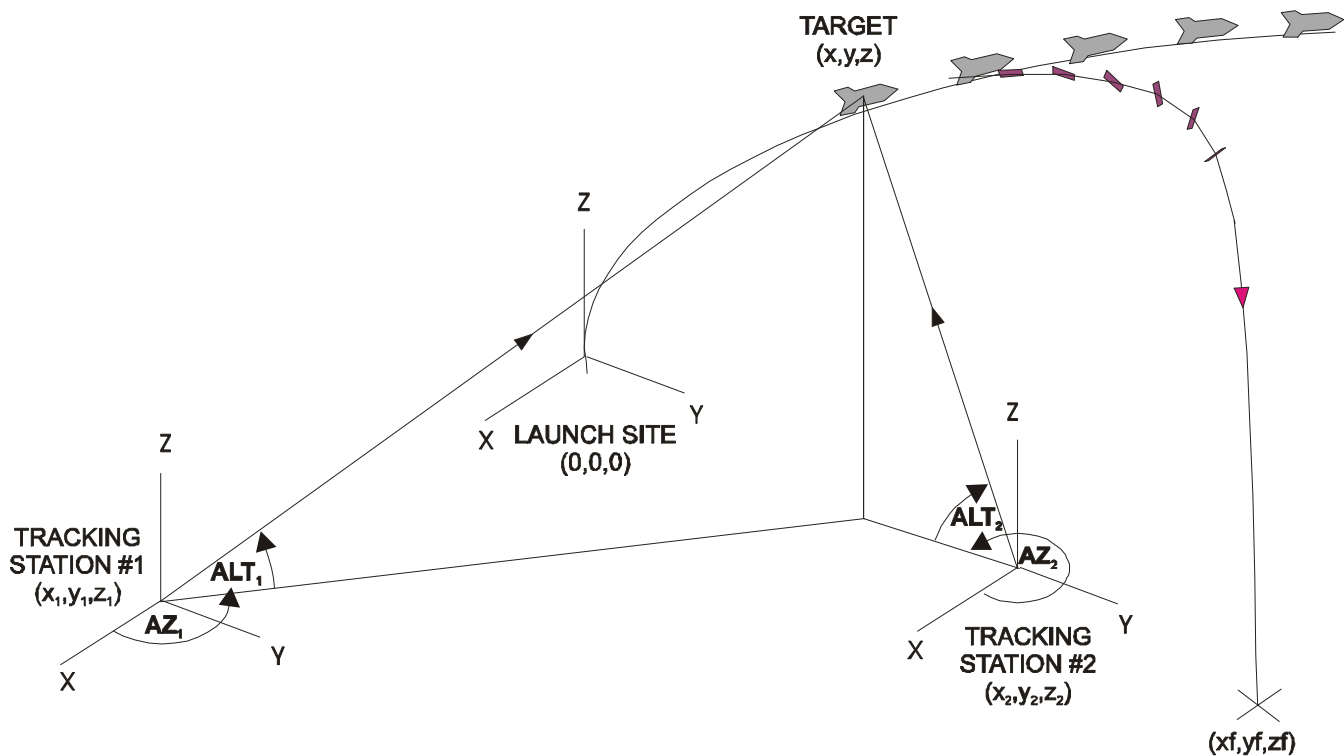 TARGET
(x,y,z)
Z
X
Y
LAUNCH SITE
(0,0,0)
Z
TRACKING
STATION #1
(x₁,y₁,z₁)
ALT₁
AZ₁
X
Y
Z
ALT₂
AZ₂
X
Y
TRACKING
STATION #2
(x₂,y₂,z₂)
(xf,yf,zf)